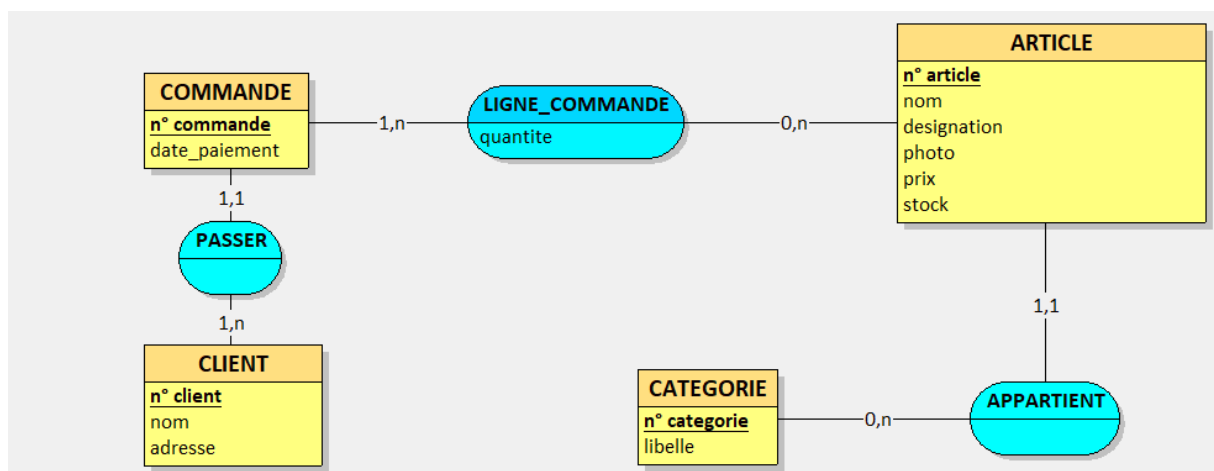 COMMANDE
n° commande
date_paiement
1,n
LIGNE_COMMANDE
quantite
0,n
ARTICLE
n° article
nom
designation
photo
prix
stock
1,1
PASSER
1,n
CLIENT
n° client
nom
adresse
1,1
APPARTIENT
0,n
CATEGORIE
n° categorie
libelle